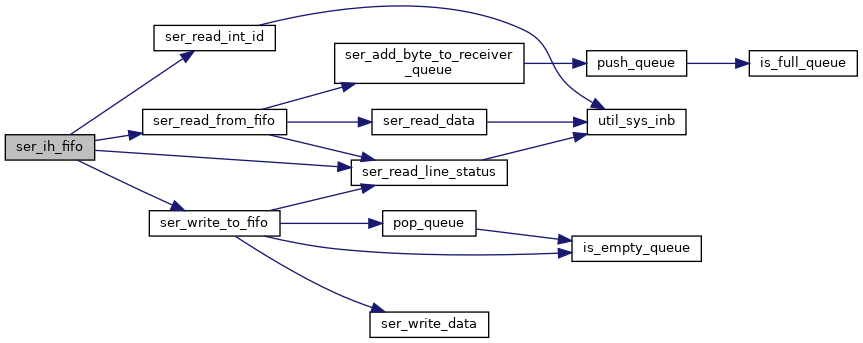 ser_read_int_id
ser_add_byte_to_receiver
_queue
push_queue
is_full_queue
ser_read_from_fifo
ser_read_data
util_sys_inb
ser_ih_fifo
ser_read_line_status
ser_write_to_fifo
pop_queue
is_empty_queue
ser_write_data